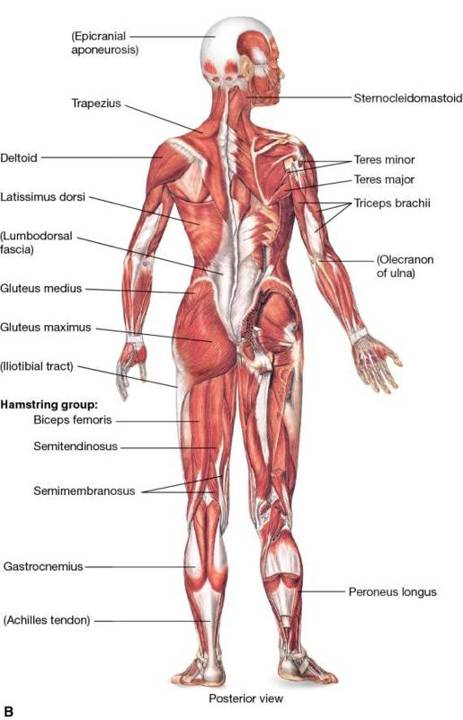 (Epicranial
aponeurosis)
Trapezius
Sternocleidomastoid
Deltoid
Teres minor
Teres major
Latissimus dorsi
Triceps brachii
(Lumbodorsal
fascia)
(Olecranon
of ulna)
Gluteus medius
Gluteus maximus
(Iliotibial tract)
Hamstring group:
Biceps femoris
Semitendinosus
Semimembranosus
Gastrocnemius
Peroneus longus
(Achilles tendon)
Posterior view
B